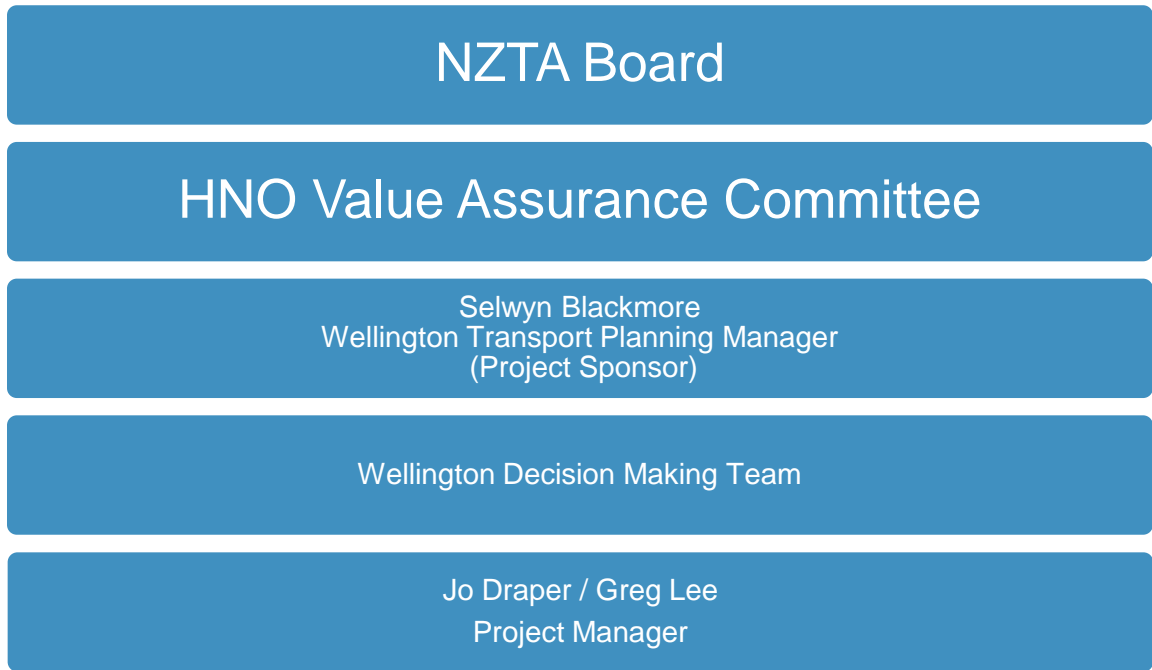 NZTA Board
HNO Value Assurance Committee
Selwyn Blackmore
Wellington Transport Planning Manager
(Project Sponsor)
Wellington Decision Making Team
Jo Draper / Greg Lee
Project Manager